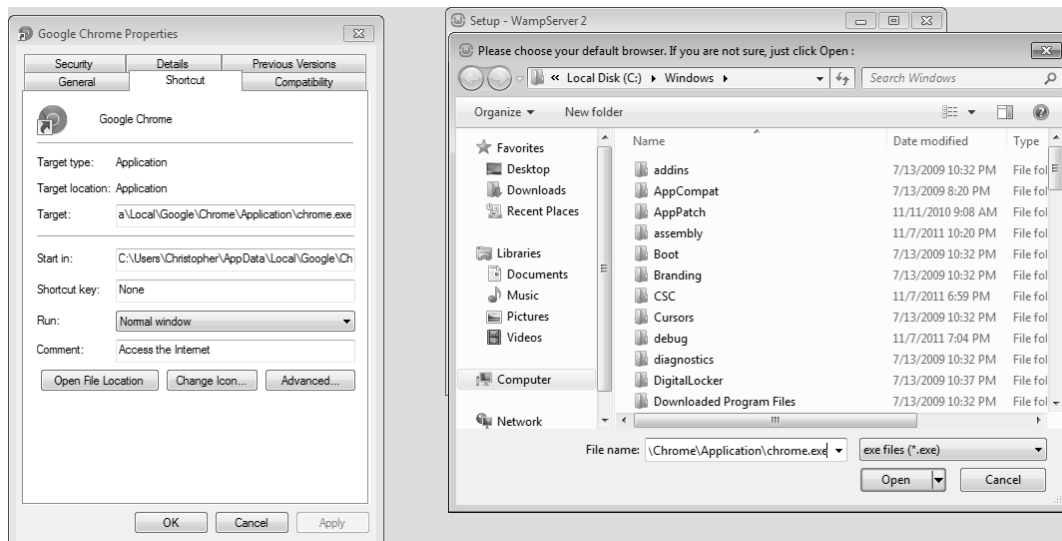 Google Chrome Properties
Security Details Previous Versions
General Shortcut Compatibility
Google Chrome
Target type: Application
Target location: Application
Target: a\Local\Google\Chrome\Application\chrome.exe
Start in: C:\Users\Christopher\AppData\Local\Google\Ch
Shortcut key: None
Run: Normal window
Comment: Access the Internet
Open File Location Change Icon... Advanced...
OK Cancel Apply
Setup - WampServer 2
Please choose your default browser. If you are not sure, just click Open :
« Local Disk (C:) Windows Search Windows
Organize New folder
Name Date modified Type
Favorites
Desktop
Downloads
Recent Places
Libraries
Documents
Music
Pictures
Videos
Computer
Network
addins 7/13/2009 10:32 PM File fol
AppCompat 7/13/2009 8:20 PM File fol
AppPatch 11/11/2010 9:08 AM File fol
assembly 11/7/2011 10:20 PM File fol
Boot 7/13/2009 10:32 PM File fol
Branding 7/13/2009 10:32 PM File fol
CSC 11/7/2011 6:59 PM File fol
Cursors 7/13/2009 10:32 PM File fol
debug 11/7/2011 7:04 PM File fol
diagnostics 7/13/2009 10:32 PM File fol
DigitalLocker 7/13/2009 10:37 PM File fol
Downloaded Program Files 7/13/2009 10:32 PM File fol
File name: \Chrome\Application\chrome.exe exe files (*.exe)
Open Cancel